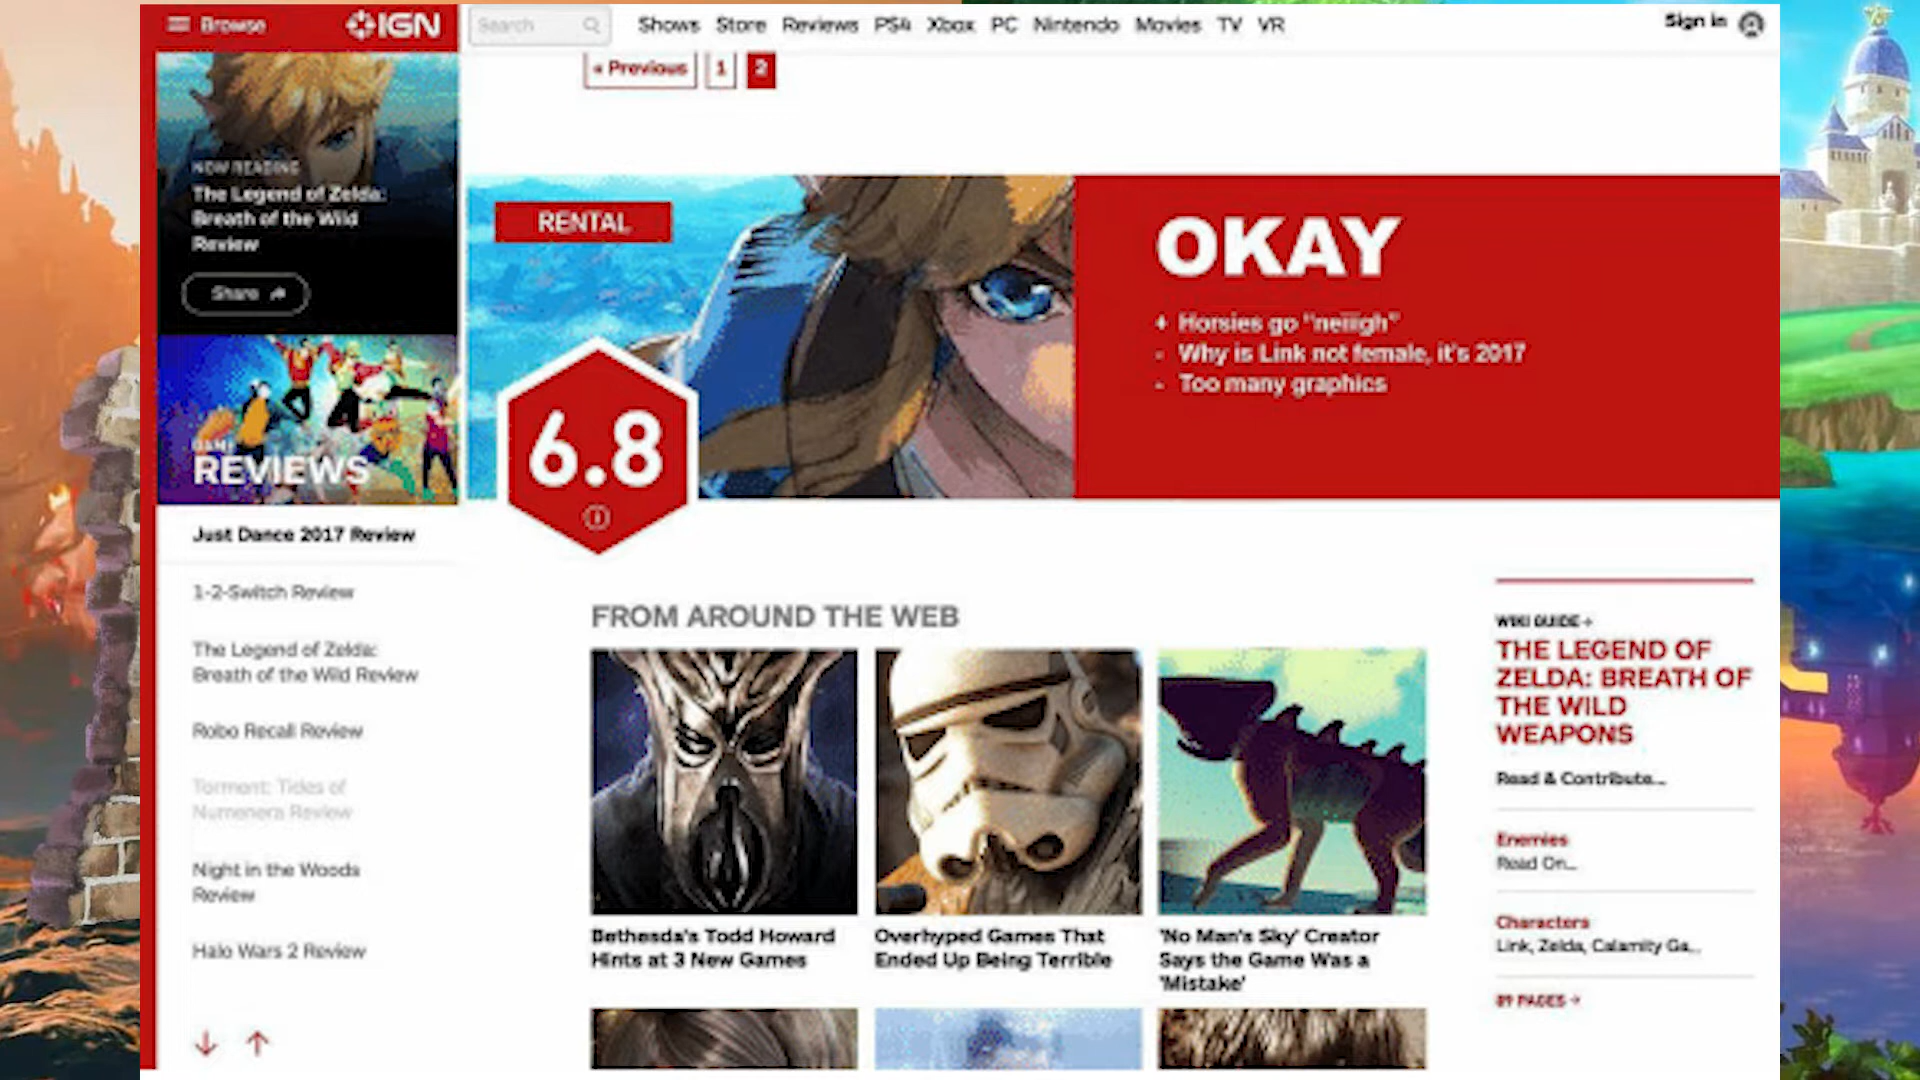 Browse
IGN
Search
Shows Store Reviews PS4 Xbox PC Nintendo Movies TV VR
Sign in
« Previous 1 2
NOW READING
The Legend of Zelda:
Breath of the Wild
Review
Share
GAME
REVIEWS
Just Dance 2017 Review
1-2-Switch Review
The Legend of Zelda:
Breath of the Wild Review
Robo Recall Review
Torment: Tides of
Numenera Review
Night in the Woods
Review
Halo Wars 2 Review
RENTAL
6.8
OKAY
+ Horsies go "neiiigh"
- Why is Link not female, it's 2017
- Too many graphics
FROM AROUND THE WEB
Bethesda's Todd Howard
Hints at 3 New Games
Overhyped Games That
Ended Up Being Terrible
'No Man's Sky' Creator
Says the Game Was a
'Mistake'
WIKI GUIDE
THE LEGEND OF
ZELDA: BREATH OF
THE WILD
WEAPONS
Read & Contribute...
Enemies
Read On...
Characters
Link, Zelda, Calamity Ga...
89 PAGES